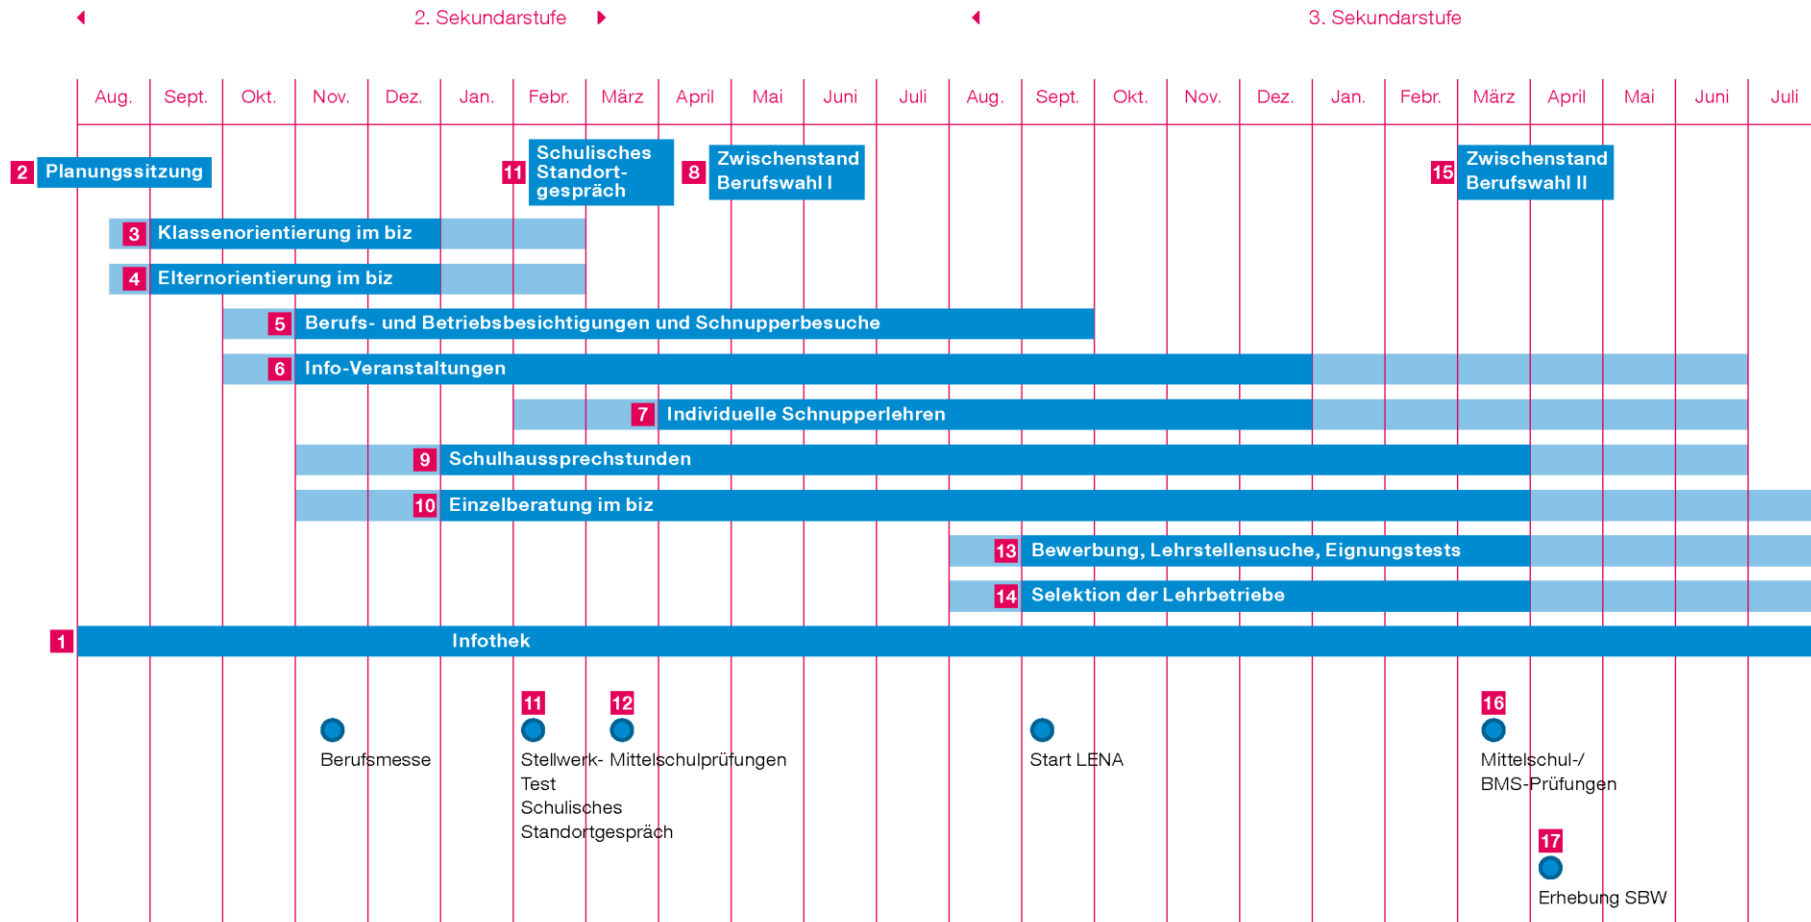 2. Sekundarstufe
3. Sekundarstufe
Aug. Sept. Okt. Nov. Dez. Jan. Febr. März April Mai Juni Juli Aug. Sept. Okt. Nov. Dez. Jan. Febr. März April Mai Juni Juli
2 Planungssitzung
11 Schulisches
Standort-
gespräch
8 Zwischenstand
Berufswahl I
15 Zwischenstand
Berufswahl II
3 Klassenorientierung im biz
4 Elternorientierung im biz
5 Berufs- und Betriebsbesichtigungen und Schnupperbesuche
6 Info-Veranstaltungen
7 Individuelle Schnupperlehren
9 Schulhaussprechstunden
10 Einzelberatung im biz
13 Bewerbung, Lehrstellensuche, Eignungstests
14 Selektion der Lehrbetriebe
1 Infothek
Berufsmesse
11
Stellwerk-
Test
Schulisches
Standortgespräch
12
Mittelschulprüfungen
Start LENA
16
Mittelschul-/
BMS-Prüfungen
17
Erhebung SBW